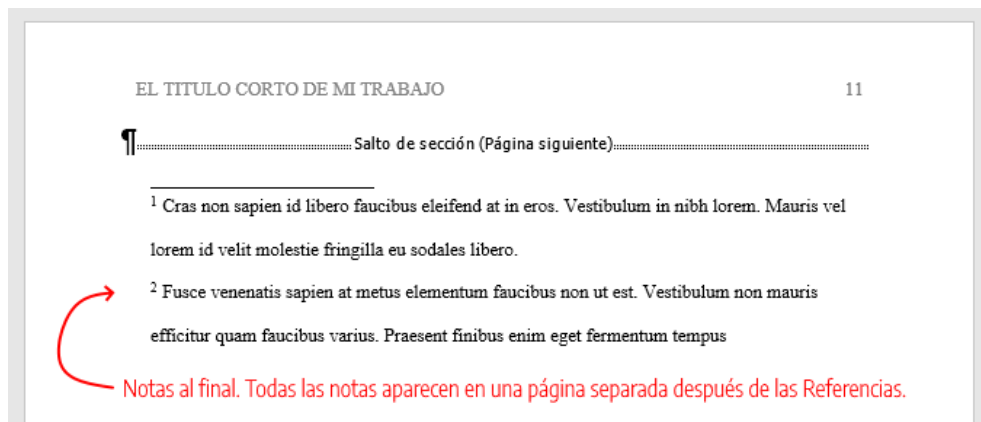 EL TITULO CORTO DE MI TRABAJO 11
¶ Salto de sección (Página siguiente)
1 Cras non sapien id libero faucibus eleifend at in eros. Vestibulum in nibh lorem. Mauris vel
lorem id velit molestie fringilla eu sodales libero.
2 Fusce venenatis sapien at metus elementum faucibus non ut est. Vestibulum non mauris
efficitur quam faucibus varius. Praesent finibus enim eget fermentum tempus
Notas al final. Todas las notas aparecen en una página separada después de las Referencias.